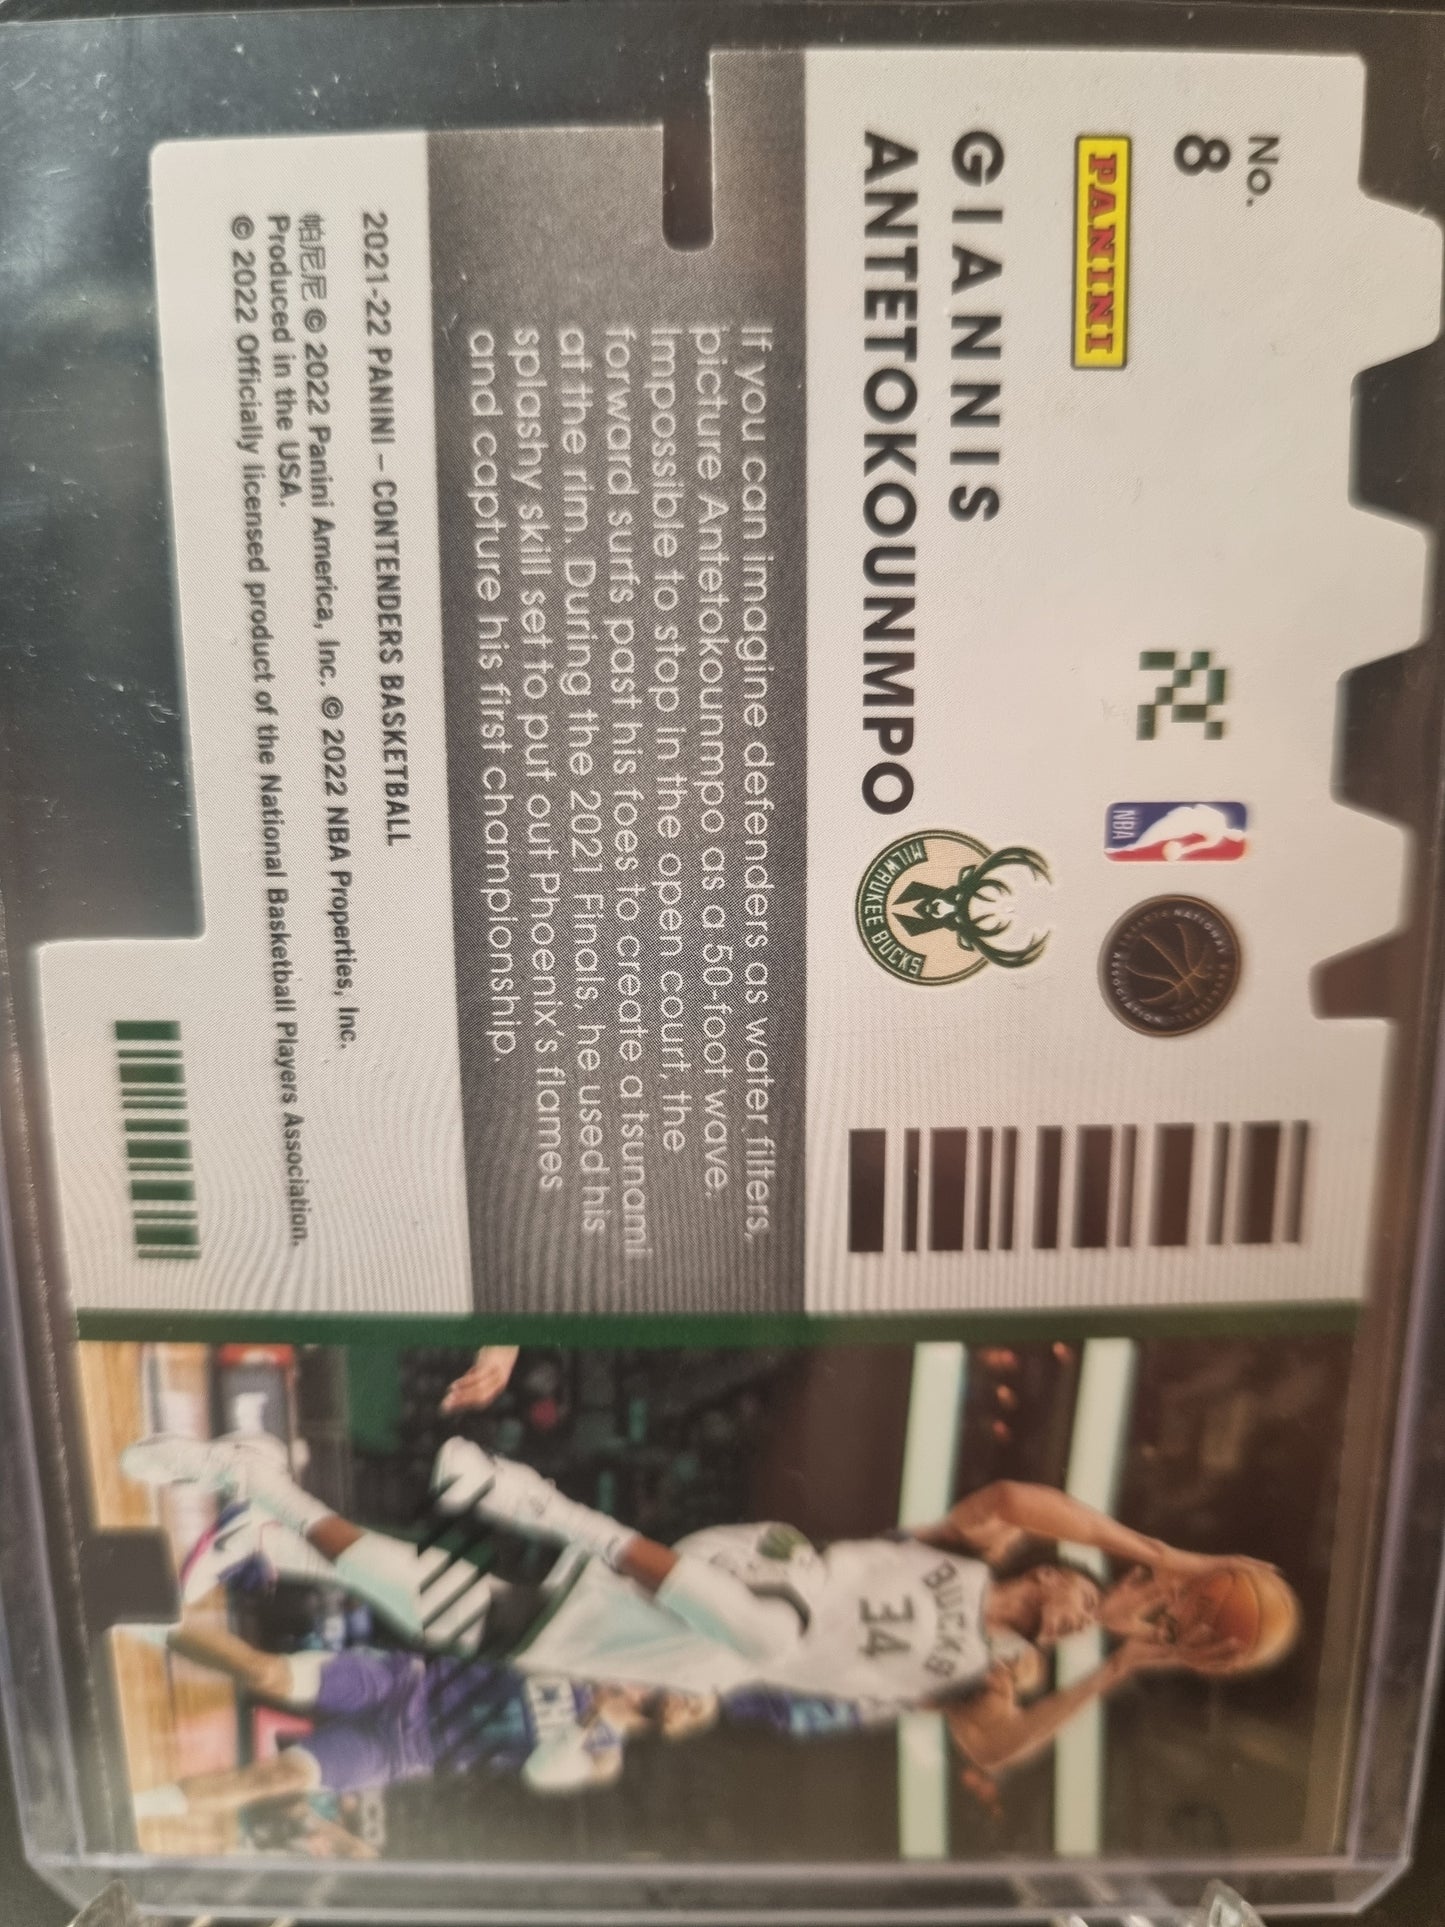 No.
8
PANINI
NBA
NATIONAL BASKETBALL ASSOCIATION
GIANNIS
ANTETOKOUNMPO
MILWAUKEE BUCKS
If you can imagine defenders as water filters,
picture Antetokounmpo as a 50-foot wave.
Impossible to stop in the open court, the
forward surfs past his foes to create a tsunami
at the rim. During the 2021 Finals, he used his
splashy skill set to put out Phoenix's flames
and capture his first championship.
2021-22 PANINI – CONTENDERS BASKETBALL
帕尼尼 © 2022 Panini America, Inc. © 2022 NBA Properties, Inc.
Produced in the USA.
© 2022 Officially licensed product of the National Basketball Players Association.
BUCKS
34